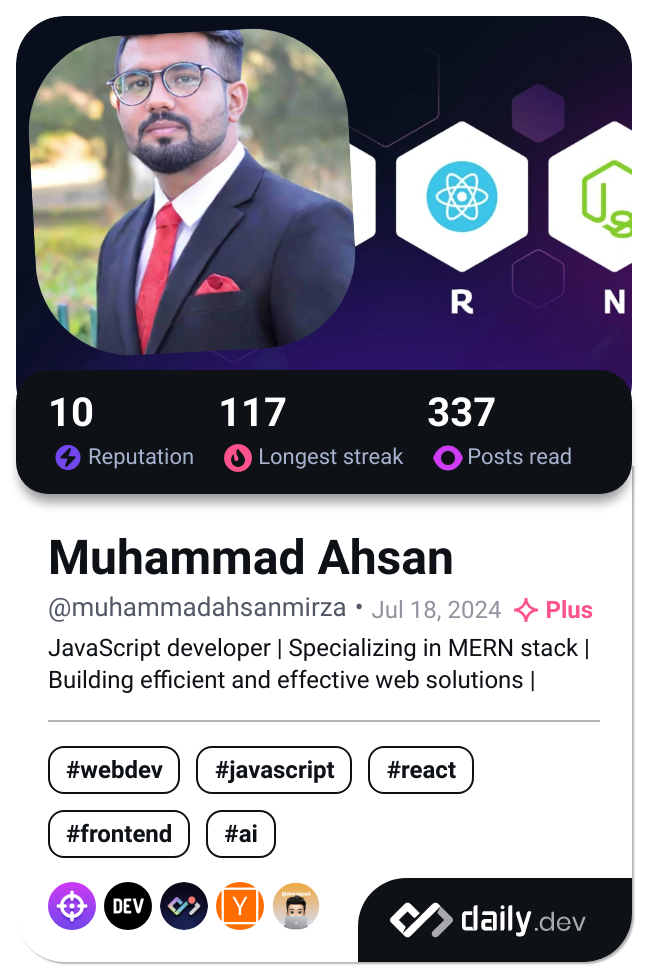 R N
10 117 337
Reputation Longest streak Posts read
Muhammad Ahsan
@muhammadahsanmirza • Jul 18, 2024 Plus
JavaScript developer | Specializing in MERN stack |
Building efficient and effective web solutions |
#webdev #javascript #react
#frontend #ai
DEV Y
daily.dev